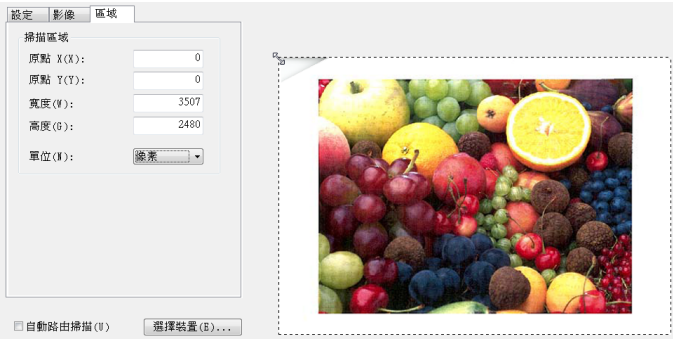 設定 影像 區域
掃描區域
原點 X(X): 0
原點 Y(Y): 0
寬度(W): 3507
高度(G): 2480
單位(N): 像素
自動路由掃描(U) 選擇裝置(E)...